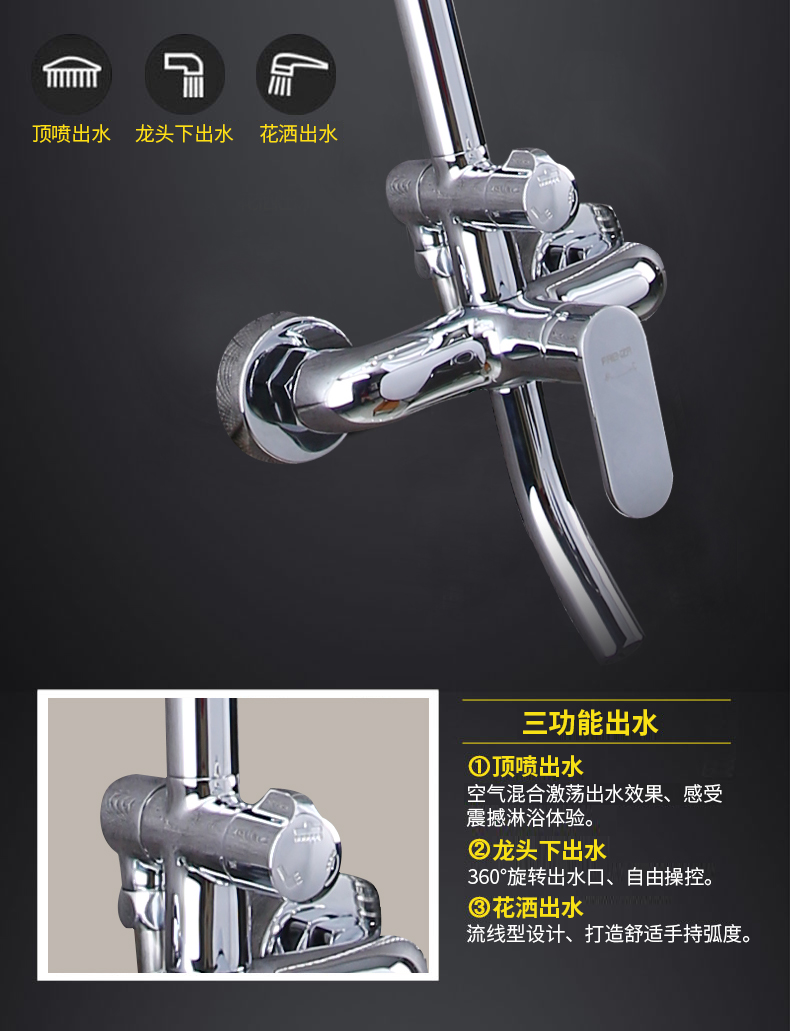 顶喷出水 龙头下出水 花洒出水
三功能出水
①顶喷出水
空气混合激荡出水效果、感受
震撼淋浴体验。
②龙头下出水
360°旋转出水口、自由操控。
③花洒出水
流线型设计、打造舒适手持弧度。